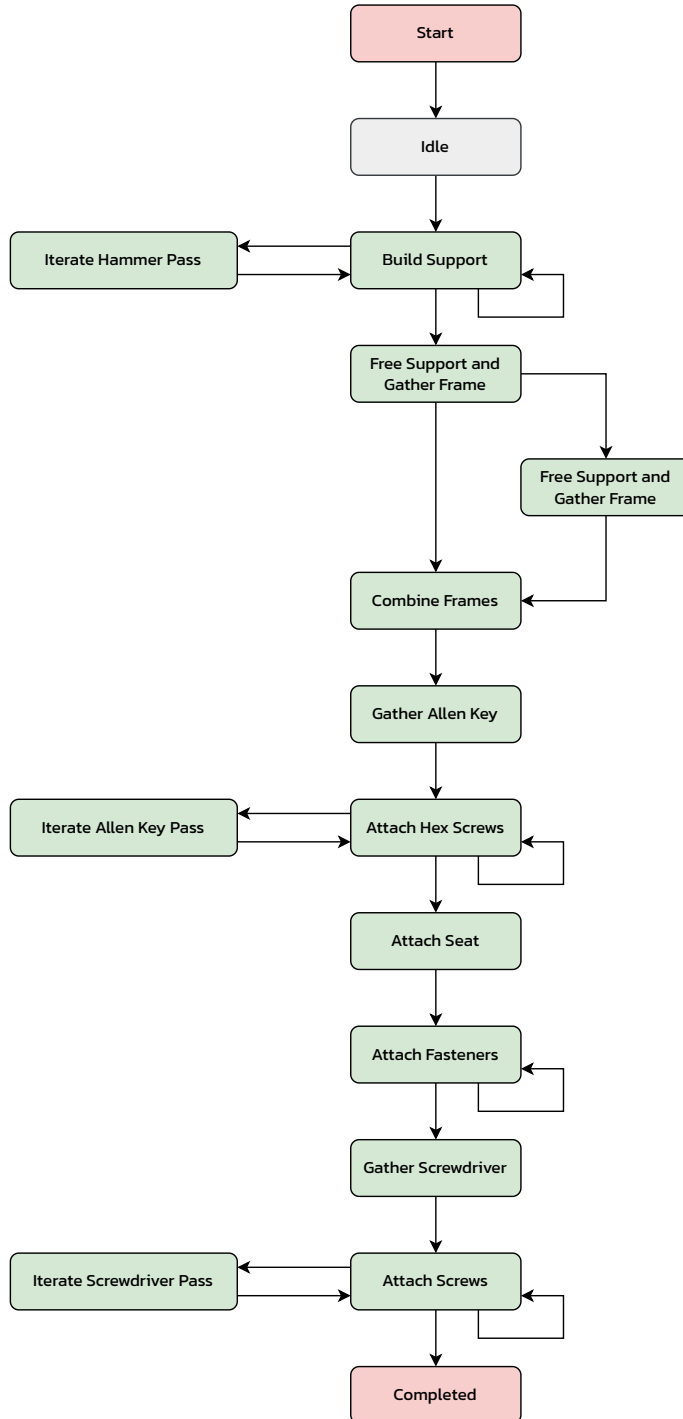 Start
Idle
Iterate Hammer Pass
Build Support
Free Support and
Gather Frame
Free Support and
Gather Frame
Combine Frames
Gather Allen Key
Iterate Allen Key Pass
Attach Hex Screws
Attach Seat
Attach Fasteners
Gather Screwdriver
Iterate Screwdriver Pass
Attach Screws
Completed